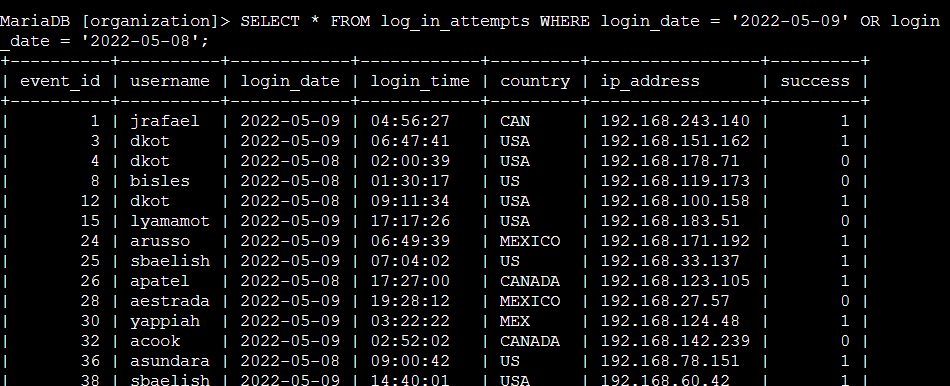 MariaDB [organization]> SELECT * FROM log_in_attempts WHERE login_date = '2022-05-09' OR login
_date = '2022-05-08';
+----------+----------+------------+------------+---------+-----------------+---------+
| event_id | username | login_date | login_time | country | ip_address      | success |
+----------+----------+------------+------------+---------+-----------------+---------+
|        1 | jrafael  | 2022-05-09 | 04:56:27   | CAN     | 192.168.243.140 |       1 |
|        3 | dkot     | 2022-05-09 | 06:47:41   | USA     | 192.168.151.162 |       1 |
|        4 | dkot     | 2022-05-08 | 02:00:39   | USA     | 192.168.178.71  |       0 |
|        8 | bisles   | 2022-05-08 | 01:30:17   | US      | 192.168.119.173 |       0 |
|       12 | dkot     | 2022-05-08 | 09:11:34   | USA     | 192.168.100.158 |       1 |
|       15 | lyamamot | 2022-05-09 | 17:17:26   | USA     | 192.168.183.51  |       0 |
|       24 | arusso   | 2022-05-09 | 06:49:39   | MEXICO  | 192.168.171.192 |       1 |
|       25 | sbaelish | 2022-05-09 | 07:04:02   | US      | 192.168.33.137  |       1 |
|       26 | apatel   | 2022-05-08 | 17:27:00   | CANADA  | 192.168.123.105 |       1 |
|       28 | aestrada | 2022-05-09 | 19:28:12   | MEXICO  | 192.168.27.57   |       0 |
|       30 | yappiah  | 2022-05-09 | 03:22:22   | MEX     | 192.168.124.48  |       1 |
|       32 | acook    | 2022-05-09 | 02:52:02   | CANADA  | 192.168.142.239 |       0 |
|       36 | asundara | 2022-05-08 | 09:00:42   | US      | 192.168.78.151  |       1 |
|       38 | sbaelish | 2022-05-09 | 14:40:01   | USA     | 192.168.60.42   |       1 |